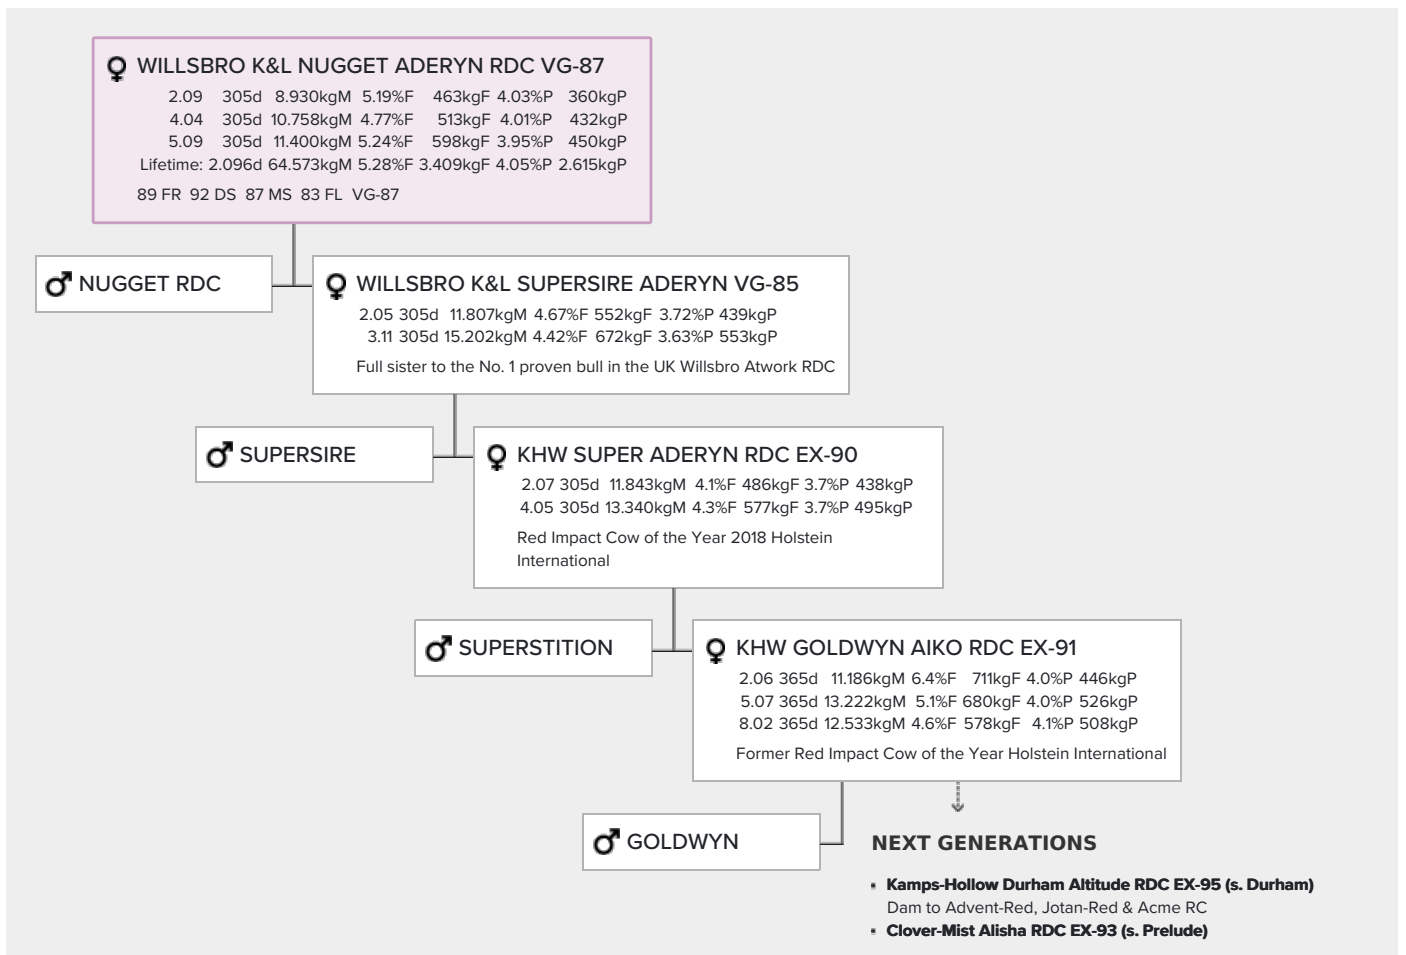 WILLSBRO K&L NUGGET ADERYN RDC VG-87
2.09 305d 8.930kgM 5.19%F 463kgF 4.03%P 360kgP
4.04 305d 10.758kgM 4.77%F 513kgF 4.01%P 432kgP
5.09 305d 11.400kgM 5.24%F 598kgF 3.95%P 450kgP
Lifetime: 2.096d 64.573kgM 5.28%F 3.409kgF 4.05%P 2.615kgP
89 FR 92 DS 87 MS 83 FL VG-87
NUGGET RDC
WILLSBRO K&L SUPERSIRE ADERYN VG-85
2.05 305d 11.807kgM 4.67%F 552kgF 3.72%P 439kgP
3.11 305d 15.202kgM 4.42%F 672kgF 3.63%P 553kgP
Full sister to the No. 1 proven bull in the UK Willsbro Atwork RDC
SUPERSIRE
KHW SUPER ADERYN RDC EX-90
2.07 305d 11.843kgM 4.1%F 486kgF 3.7%P 438kgP
4.05 305d 13.340kgM 4.3%F 577kgF 3.7%P 495kgP
Red Impact Cow of the Year 2018 Holstein
International
SUPERSTITION
KHW GOLDWYN AIKO RDC EX-91
2.06 365d 11.186kgM 6.4%F 711kgF 4.0%P 446kgP
5.07 365d 13.222kgM 5.1%F 680kgF 4.0%P 526kgP
8.02 365d 12.533kgM 4.6%F 578kgF 4.1%P 508kgP
Former Red Impact Cow of the Year Holstein International
GOLDWYN
NEXT GENERATIONS
Kamps-Hollow Durham Altitude RDC EX-95 (s. Durham)
Dam to Advent-Red, Jotan-Red & Acme RC
Clover-Mist Alisha RDC EX-93 (s. Prelude)